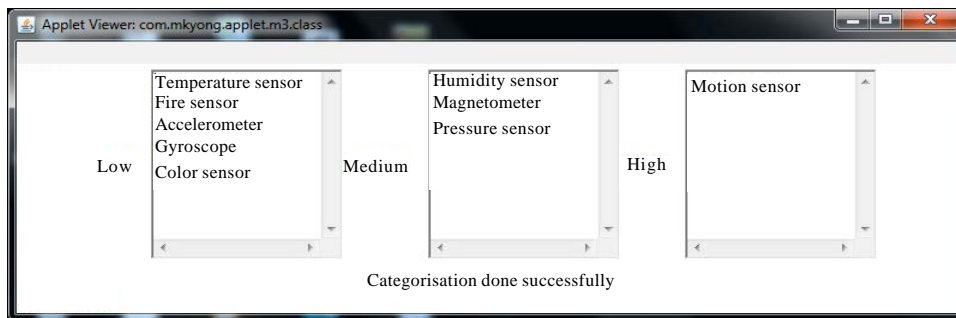 Applet Viewer: com.mkyong.applet.m3.class
Low
Temperature sensor
Fire sensor
Accelerometer
Gyroscope
Color sensor
Medium
Humidity sensor
Magnetometer
Pressure sensor
High
Motion sensor
Categorisation done successfully